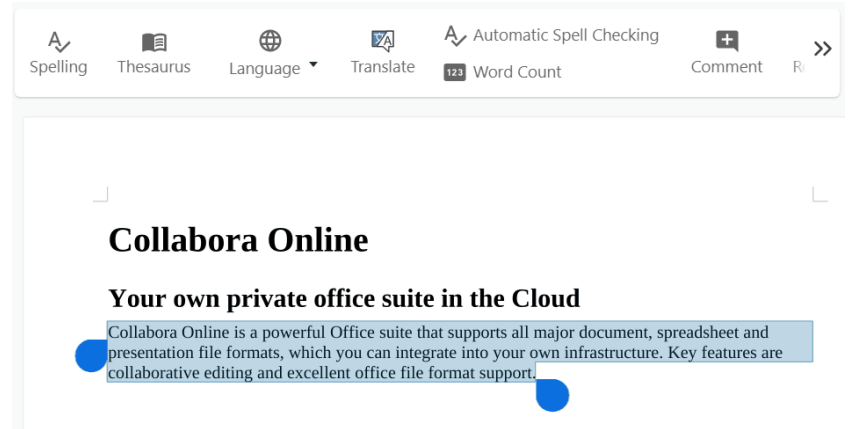 Spelling
Thesaurus
Language
Translate
Automatic Spell Checking
123 Word Count
Comment
Collabora Online
Your own private office suite in the Cloud
Collabora Online is a powerful Office suite that supports all major document, spreadsheet and
presentation file formats, which you can integrate into your own infrastructure. Key features are
collaborative editing and excellent office file format support.